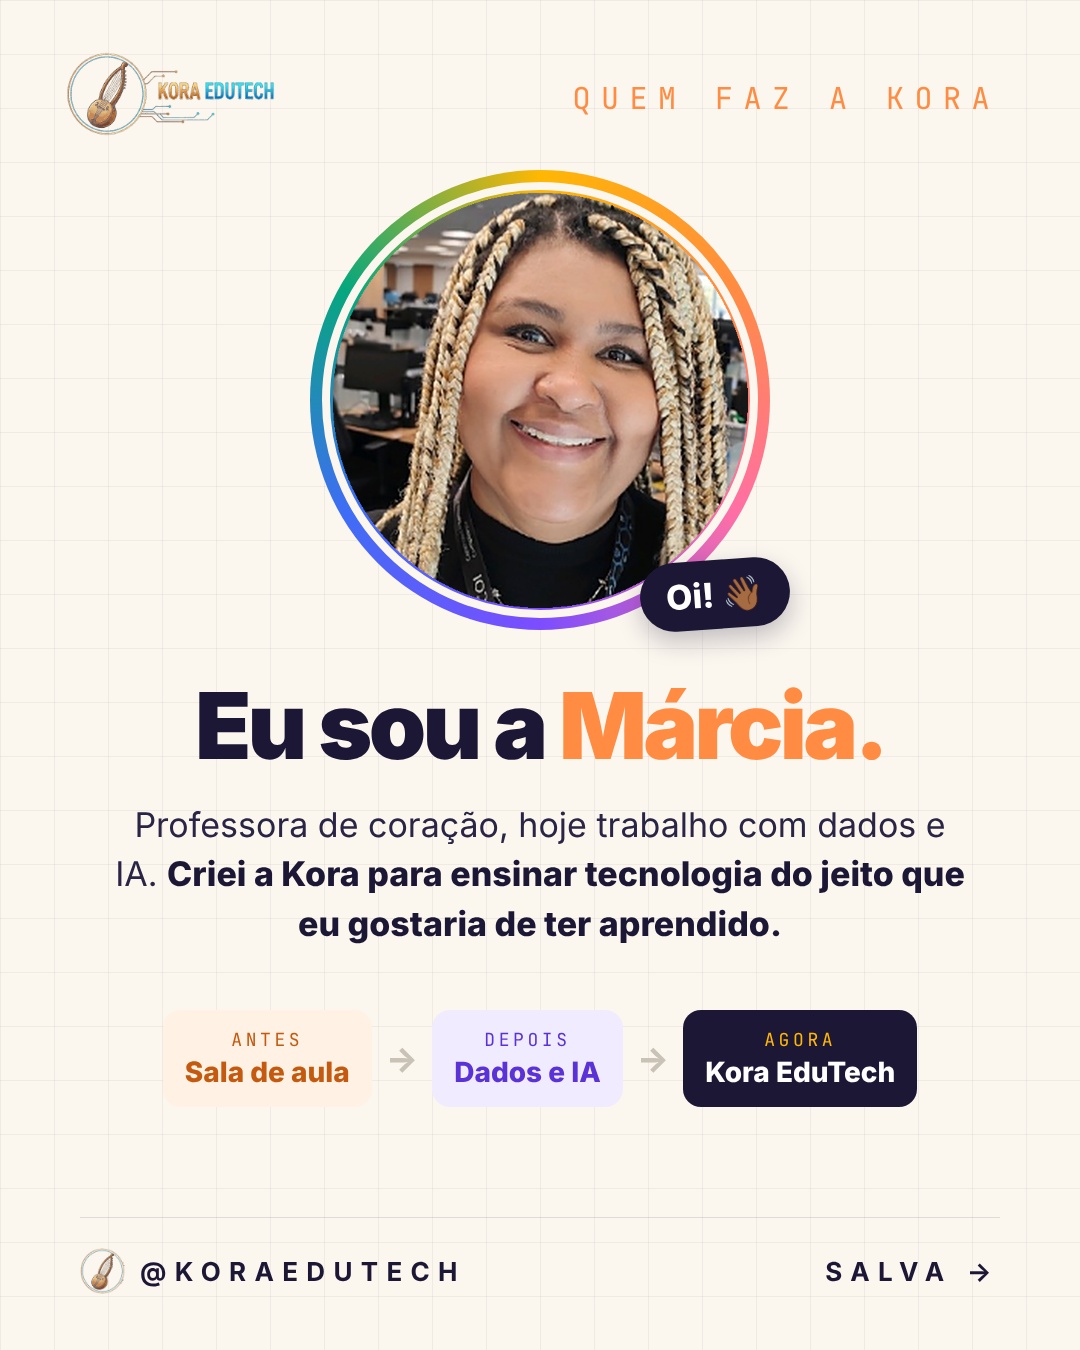 KORA EDUTECH
QUEM FAZ A KORA
Oi! 👋🏾
Eu sou a Márcia.
Professora de coração, hoje trabalho com dados e
IA. Criei a Kora para ensinar tecnologia do jeito que
eu gostaria de ter aprendido.
ANTES
Sala de aula
→
DEPOIS
Dados e IA
→
AGORA
Kora EduTech
@KORAEDUTECH
SALVA →